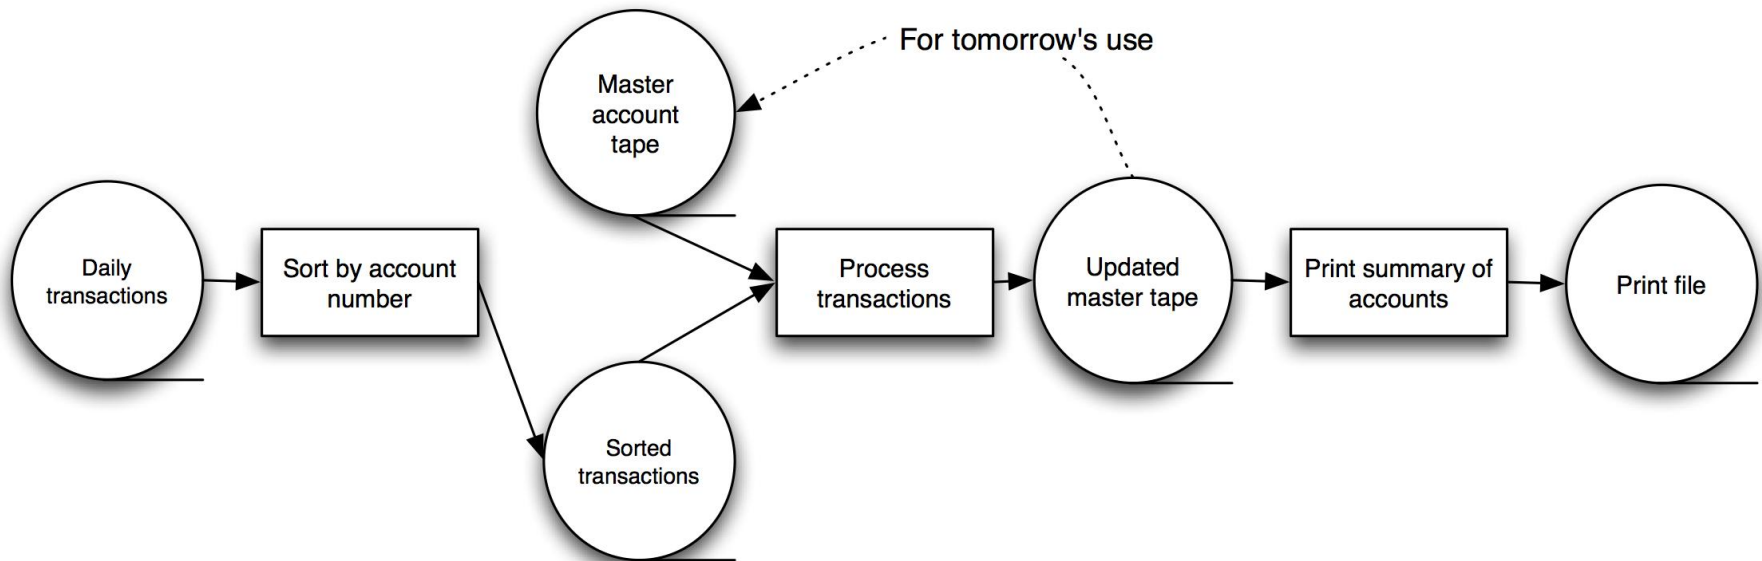 For tomorrow's use
Master
account
tape
Daily
transactions
Sort by account
number
Process
transactions
Updated
master tape
Print summary of
accounts
Print file
Sorted
transactions